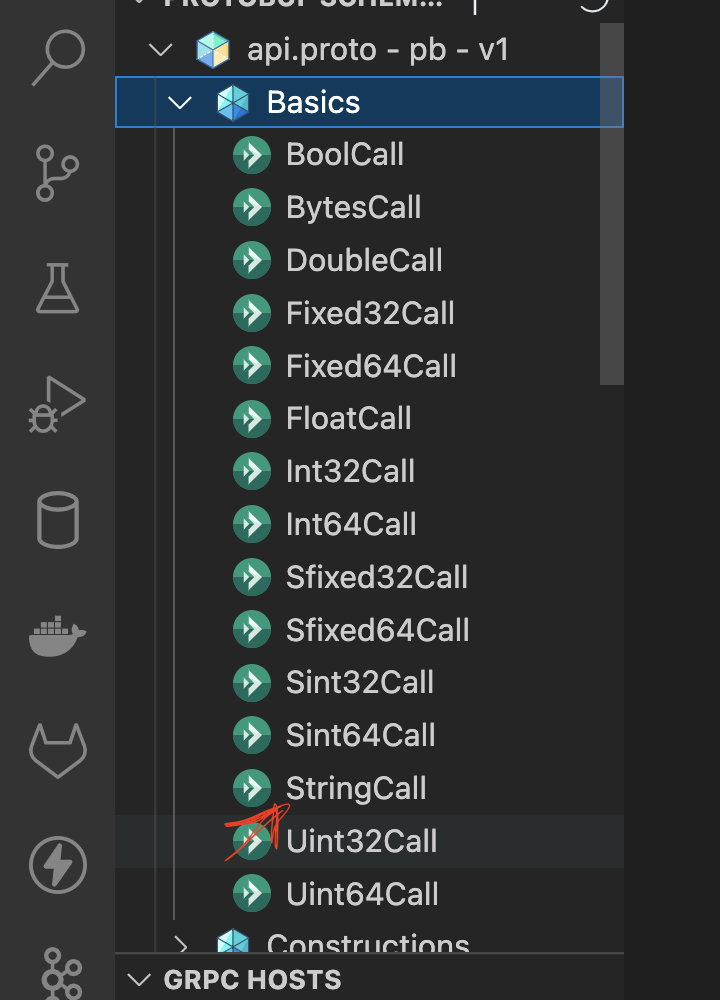 PROTOBUF SCHEM...
api.proto - pb - v1
Basics
BoolCall
BytesCall
DoubleCall
Fixed32Call
Fixed64Call
FloatCall
Int32Call
Int64Call
Sfixed32Call
Sfixed64Call
Sint32Call
Sint64Call
StringCall
Uint32Call
Uint64Call
Constructions
GRPC HOSTS